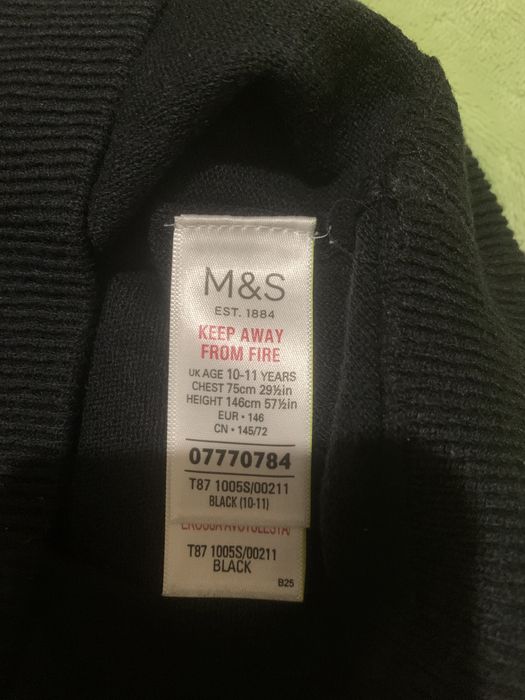 M&S
EST. 1884
KEEP AWAY
FROM FIRE
UK AGE 10-11 YEARS
CHEST 75cm 29½in
HEIGHT 146cm 57½in
EUR • 146
CN • 145/72
07770784
T87 1005S/00211
BLACK (10-11)
T87 1005S/00211
BLACK
B25